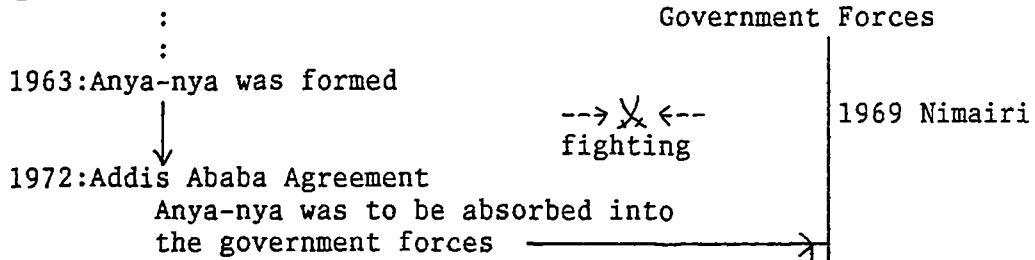 Government Forces
:
:
1963:Anya-nya was formed
1969 Nimairi
--→ X ←--
fighting
1972:Addis Ababa Agreement
Anya-nya was to be absorbed into
the government forces